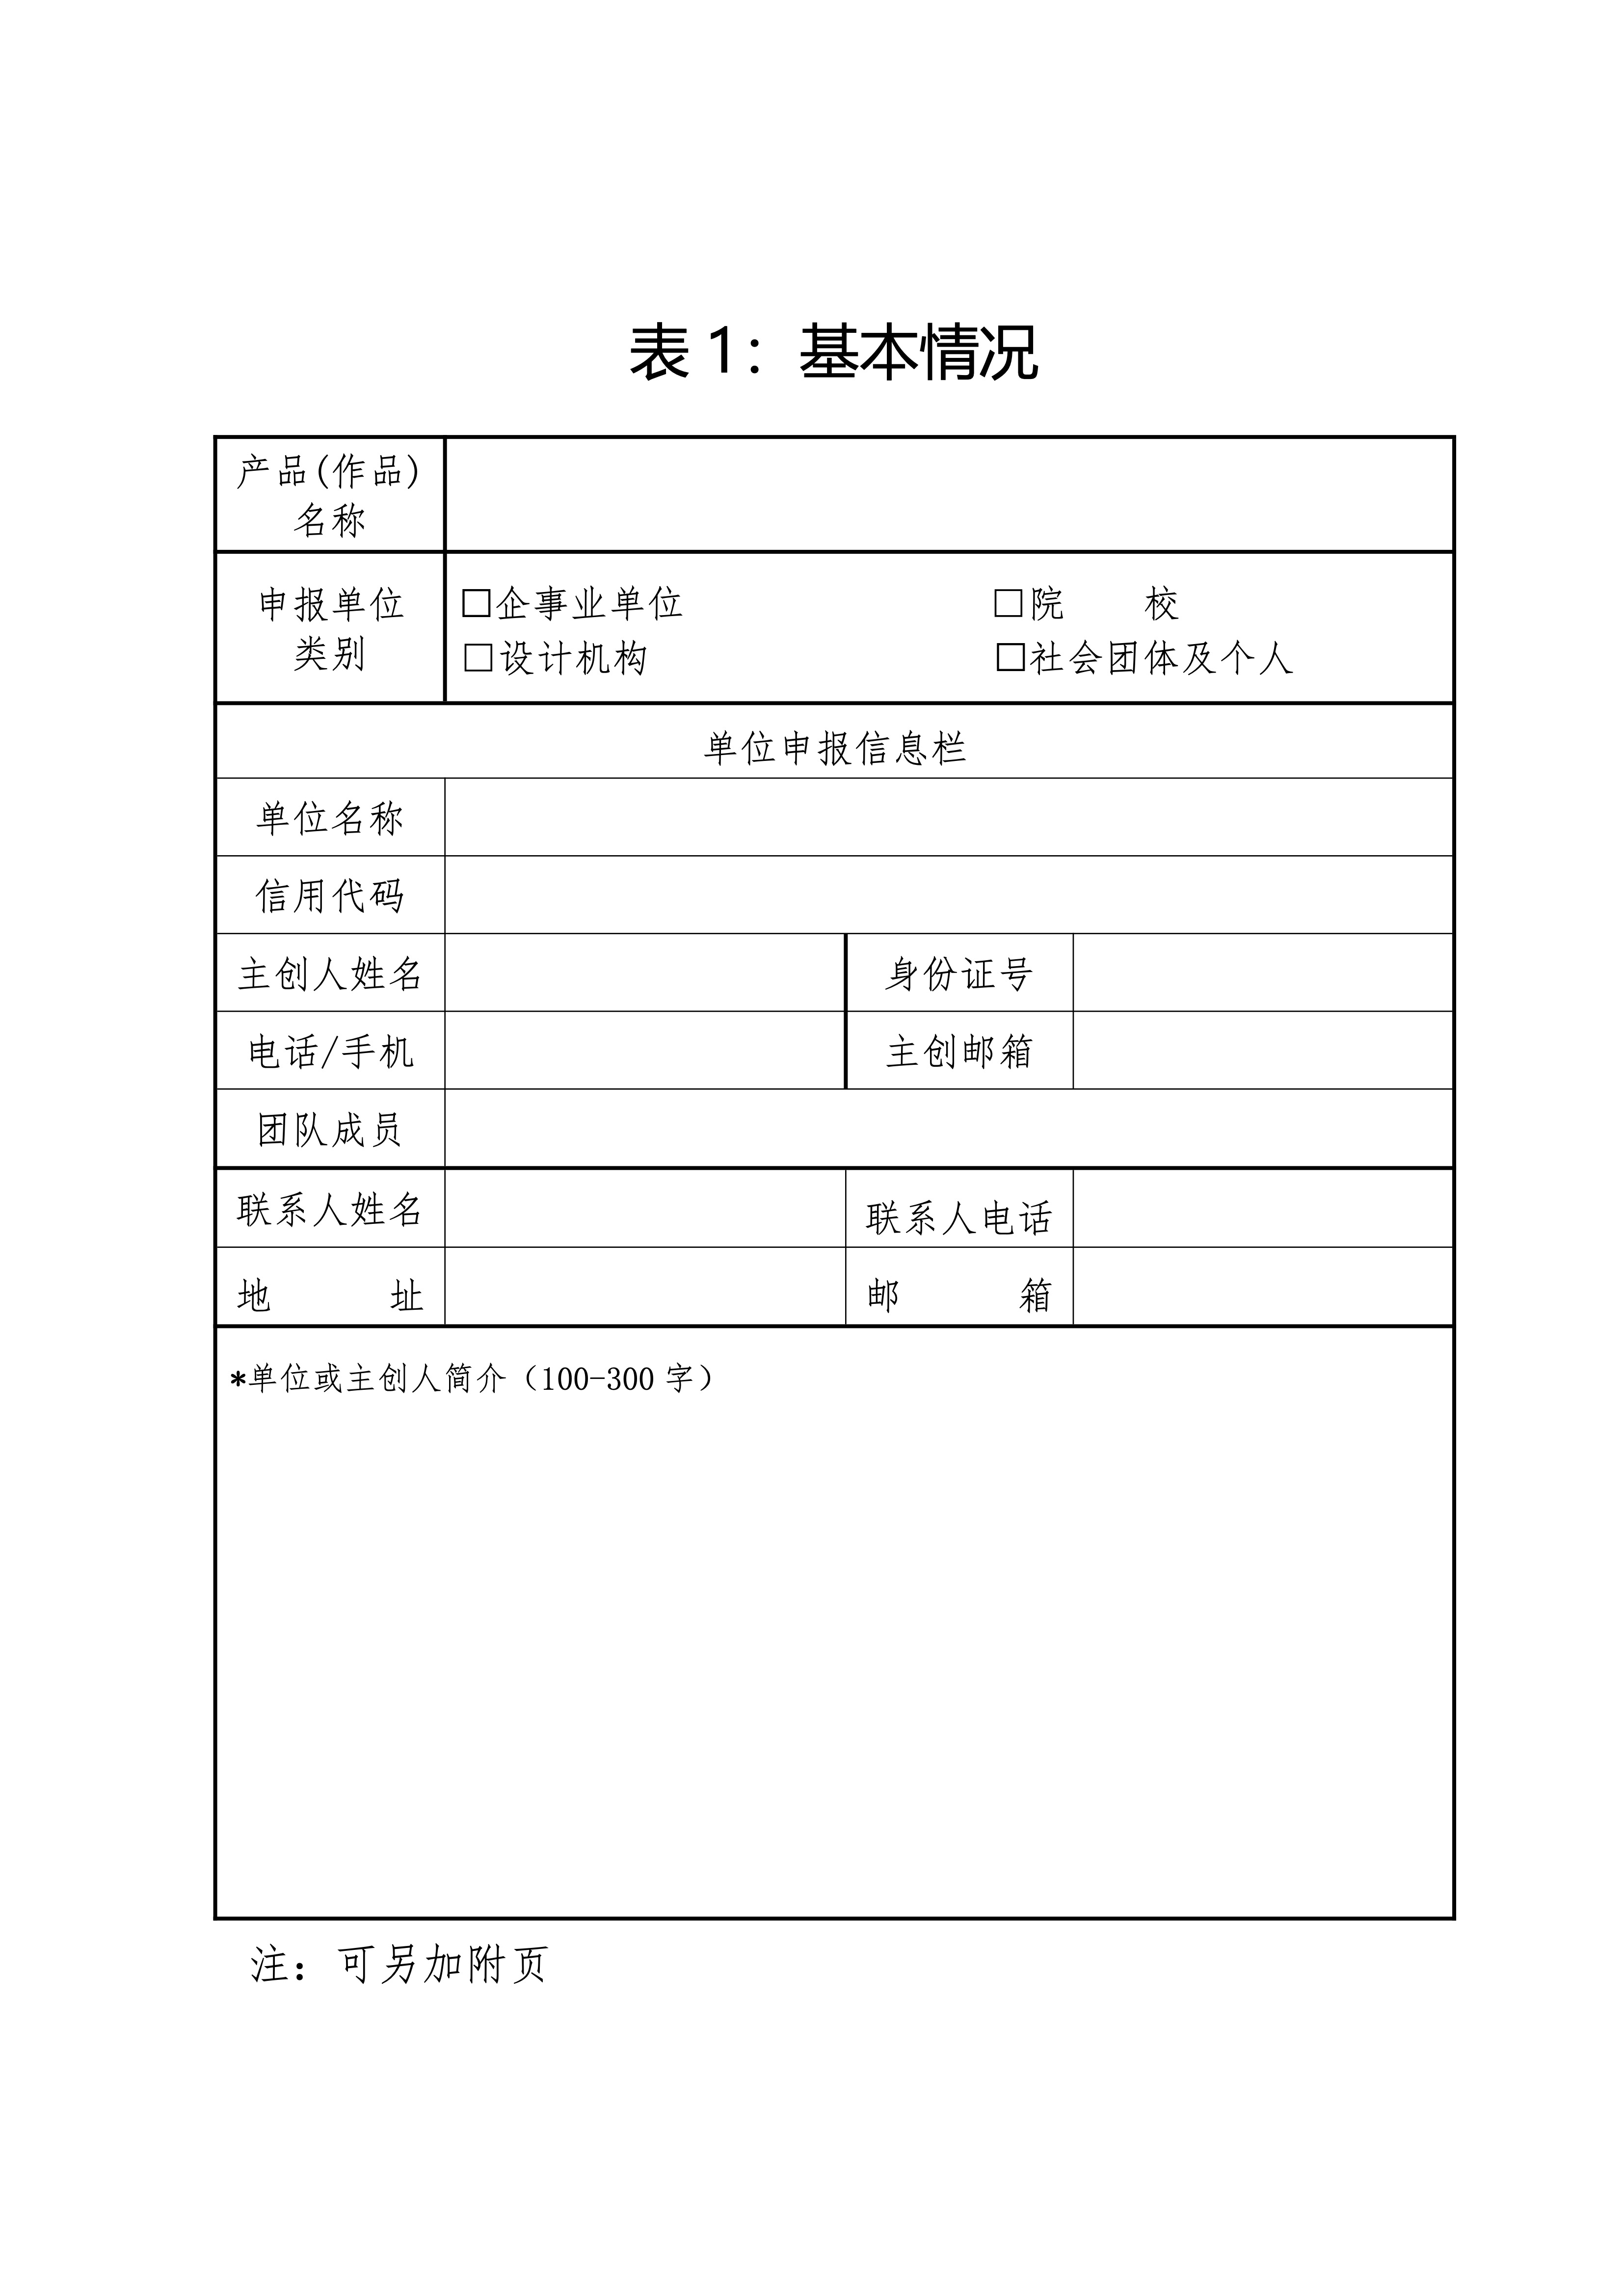 表 1：基本情况
产品(作品)
名称
申报单位
类别
□企事业单位 □院 校
□设计机构 □社会团体及个人
单位申报信息栏
单位名称
信用代码
主创人姓名 身份证号
电话/手机 主创邮箱
团队成员
联系人姓名 联系人电话
地 址 邮 箱
*单位或主创人简介（100-300 字）
注：可另加附页